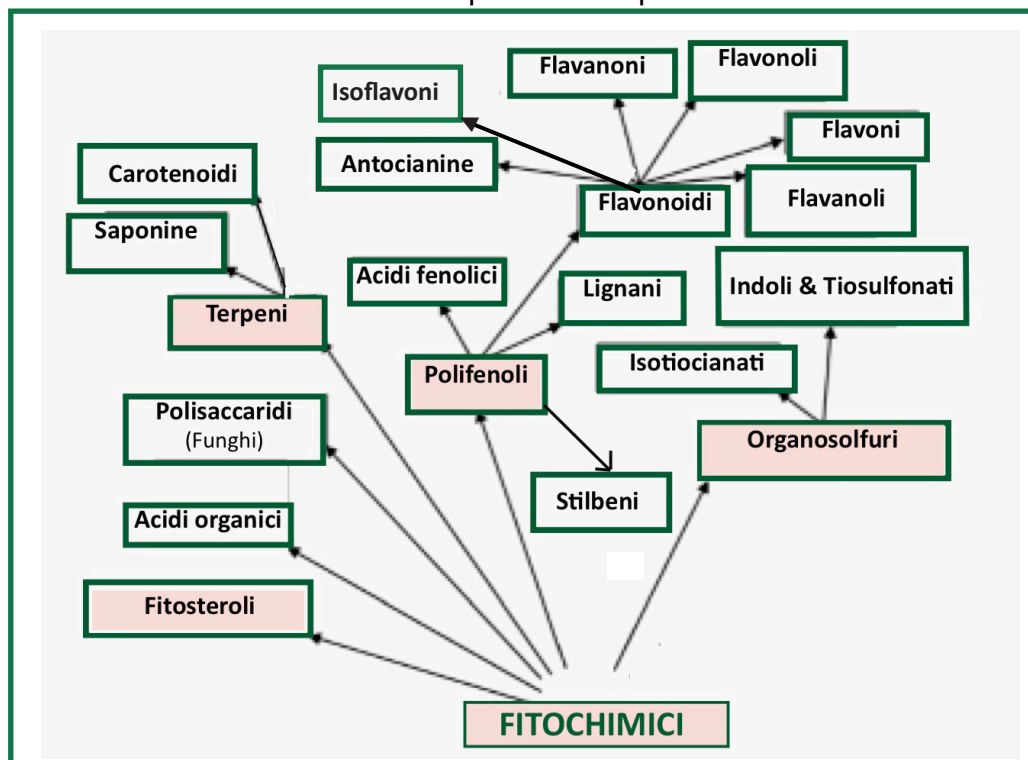 Flavanoni
Flavonoli
Isoflavoni
Flavoni
Antocianine
Carotenoidi
Flavanoli
Flavonoidi
Saponine
Acidi fenolici
Lignani
Indoli & Tiosulfonati
Terpeni
Isotiocianati
Polifenoli
Polisaccaridi
(Funghi)
Organosolfuri
Stilbeni
Acidi organici
Fitosteroli
FITOCHIMICI